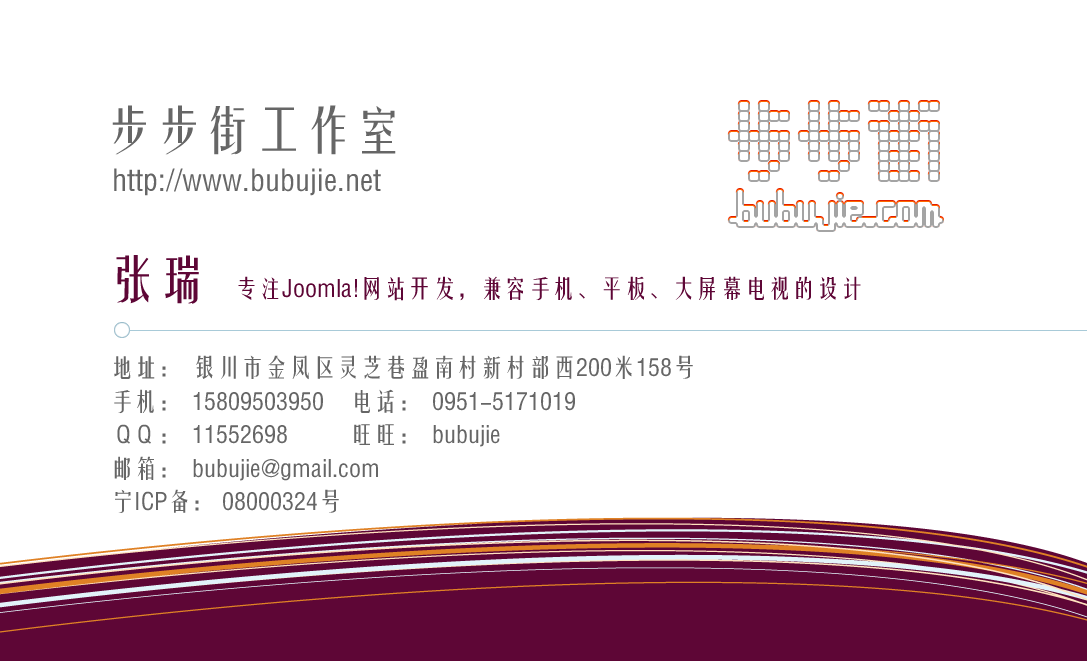 步步街工作室
http://www.bubujie.net
步步街
bubujie.com
张瑞 专注Joomla!网站开发，兼容手机、平板、大屏幕电视的设计
地址： 银川市金凤区灵芝巷盈南村新村部西200米158号
手机： 15809503950 电话： 0951-5171019
QQ： 11552698 旺旺： bubujie
邮箱： bubujie@gmail.com
宁ICP备： 08000324号